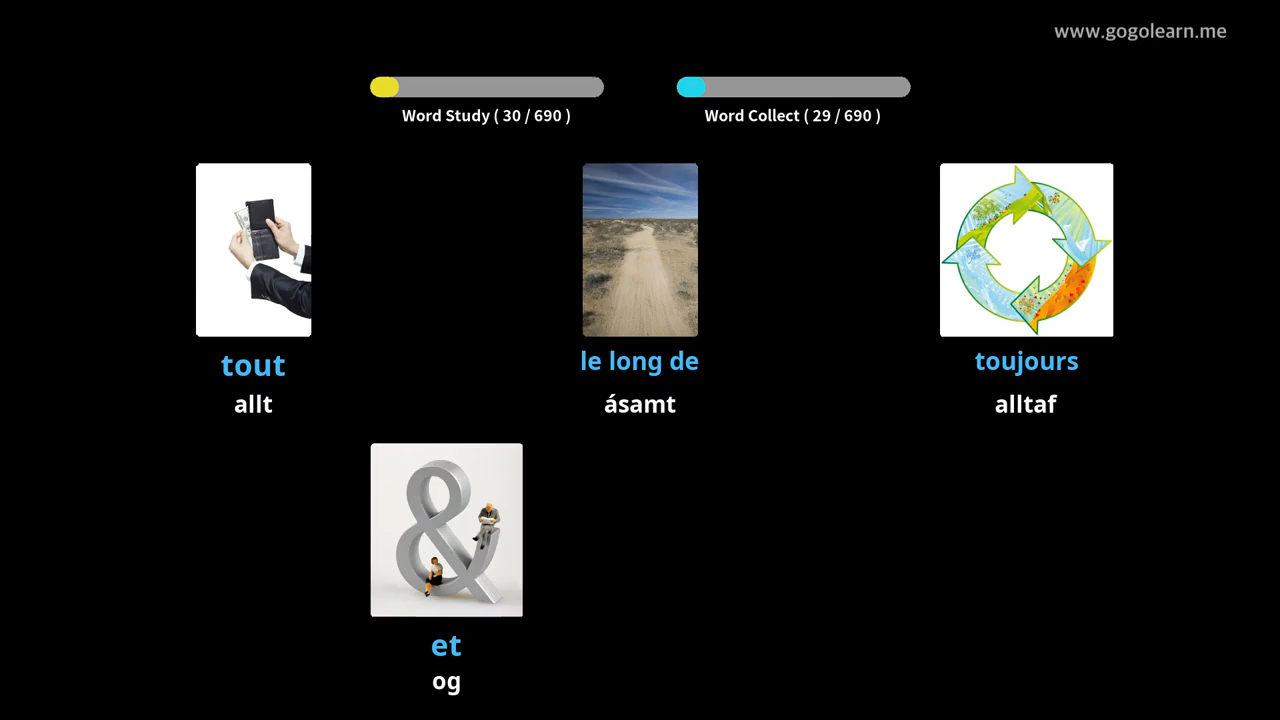 www.gogolearn.me
Word Study ( 30 / 690 )
Word Collect ( 29 / 690 )
tout
allt
le long de
ásamt
toujours
alltaf
&
et
og